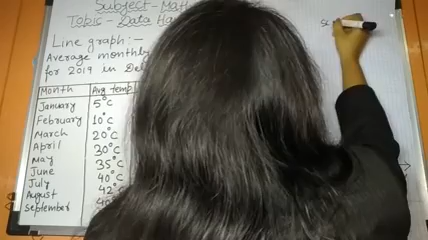 Subject - Math
Topic - Data Ha
Line graph :-
Average monthly
for 2019 in Del
Month Avg temp
January 5°C
February 10°C
March 20°C
April 30°C
May 35°C
June 40°C
July 42°C
August
September